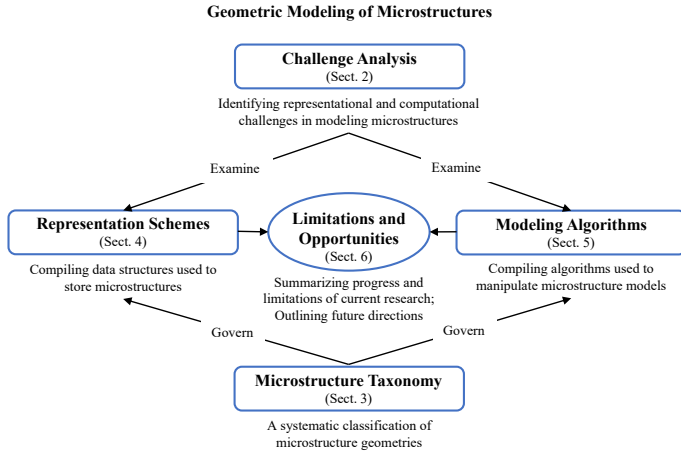 Geometric Modeling of Microstructures
Challenge Analysis
(Sect. 2)
Identifying representational and computational
challenges in modeling microstructures
Examine
Examine
Representation Schemes
(Sect. 4)
Compiling data structures used to
store microstructures
Limitations and
Opportunities
(Sect. 6)
Summarizing progress and
limitations of current research;
Outlining future directions
Modeling Algorithms
(Sect. 5)
Compiling algorithms used to
manipulate microstructure models
Govern
Govern
Microstructure Taxonomy
(Sect. 3)
A systematic classification of
microstructure geometries